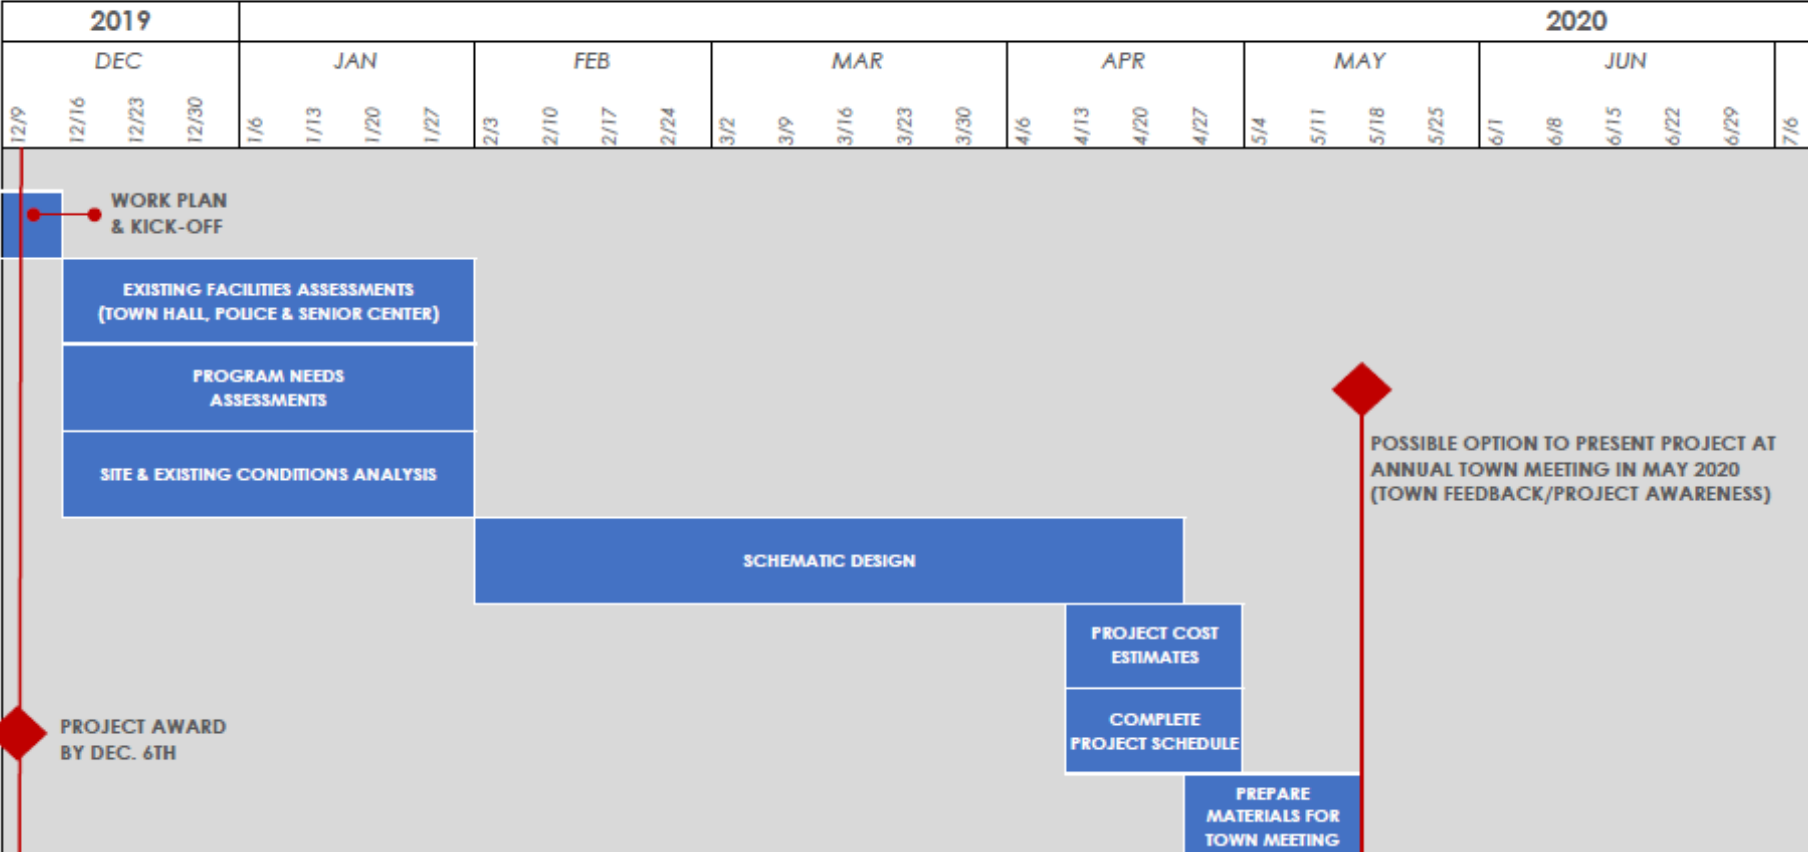 2019
2020
DEC
JAN
FEB
MAR
APR
MAY
JUN
12/9
12/16
12/23
12/30
1/6
1/13
1/20
1/27
2/3
2/10
2/17
2/24
3/2
3/9
3/16
3/23
3/30
4/6
4/13
4/20
4/27
5/4
5/11
5/18
5/25
6/1
6/8
6/15
6/22
6/29
7/6
WORK PLAN
& KICK-OFF
EXISTING FACILITIES ASSESSMENTS
(TOWN HALL, POLICE & SENIOR CENTER)
PROGRAM NEEDS
ASSESSMENTS
SITE & EXISTING CONDITIONS ANALYSIS
POSSIBLE OPTION TO PRESENT PROJECT AT
ANNUAL TOWN MEETING IN MAY 2020
(TOWN FEEDBACK/PROJECT AWARENESS)
SCHEMATIC DESIGN
PROJECT COST
ESTIMATES
COMPLETE
PROJECT SCHEDULE
PROJECT AWARD
BY DEC. 6TH
PREPARE
MATERIALS FOR
TOWN MEETING